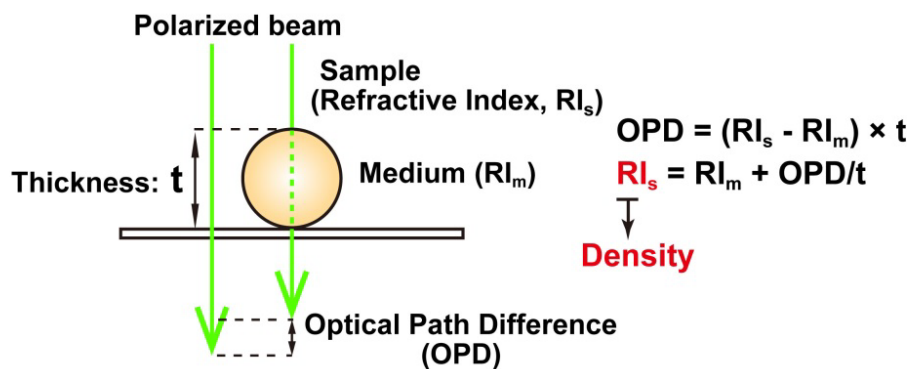 Polarized beam
Sample
(Refractive Index, RIs)
Thickness: t
Medium (RIm)
OPD = (RIs - RIm) × t
RIs = RIm + OPD/t
Density
Optical Path Difference
(OPD)